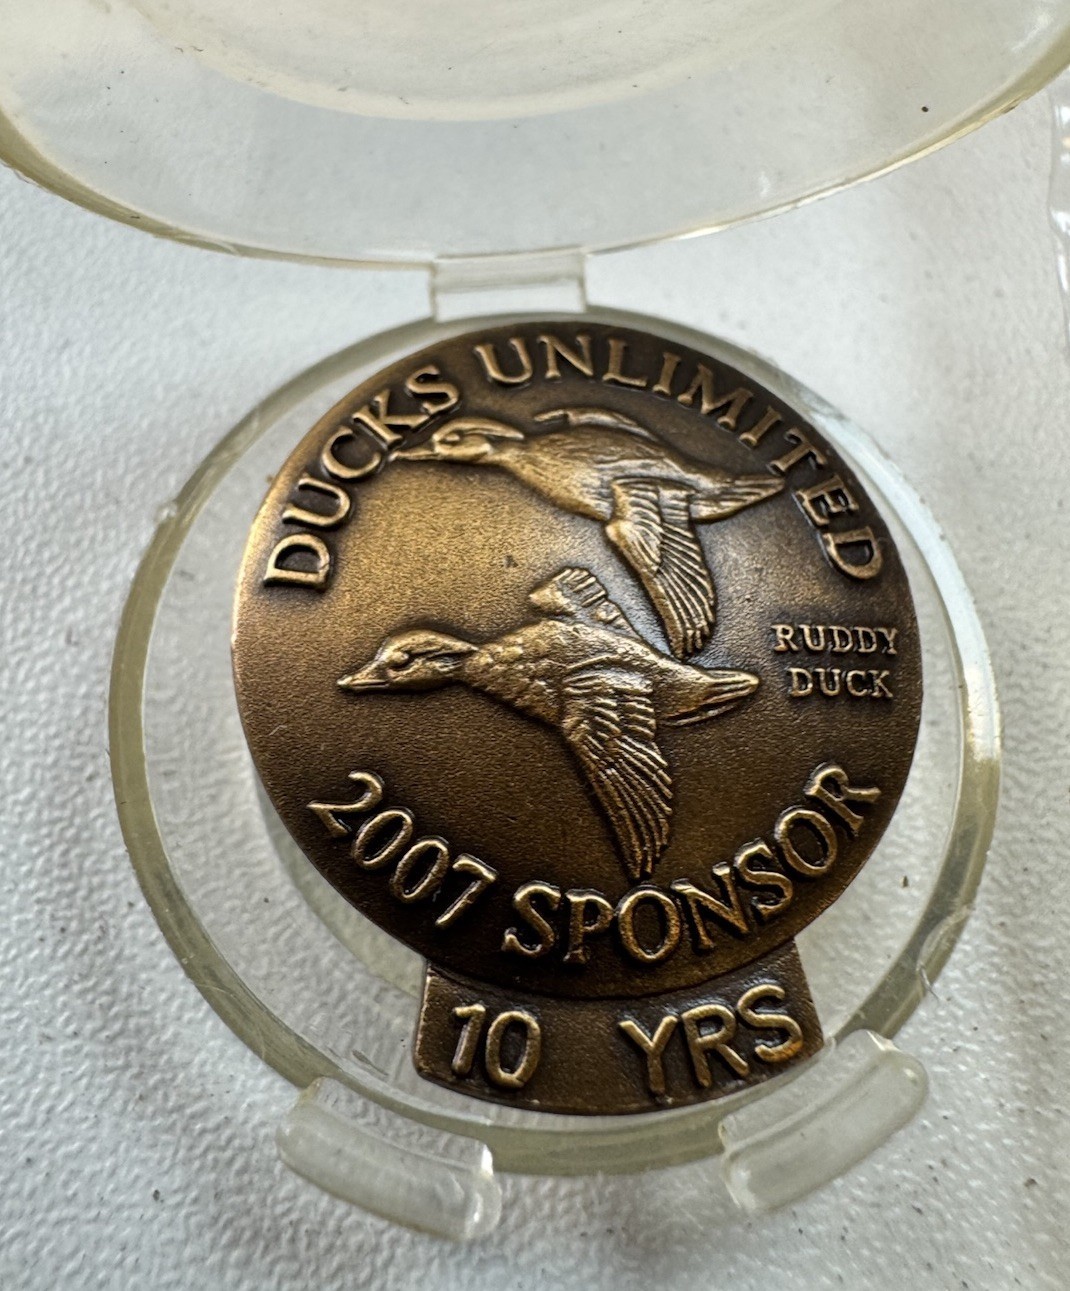 DUCKS UNLIMITED
RUDDY
DUCK
2007 SPONSOR
10 YRS